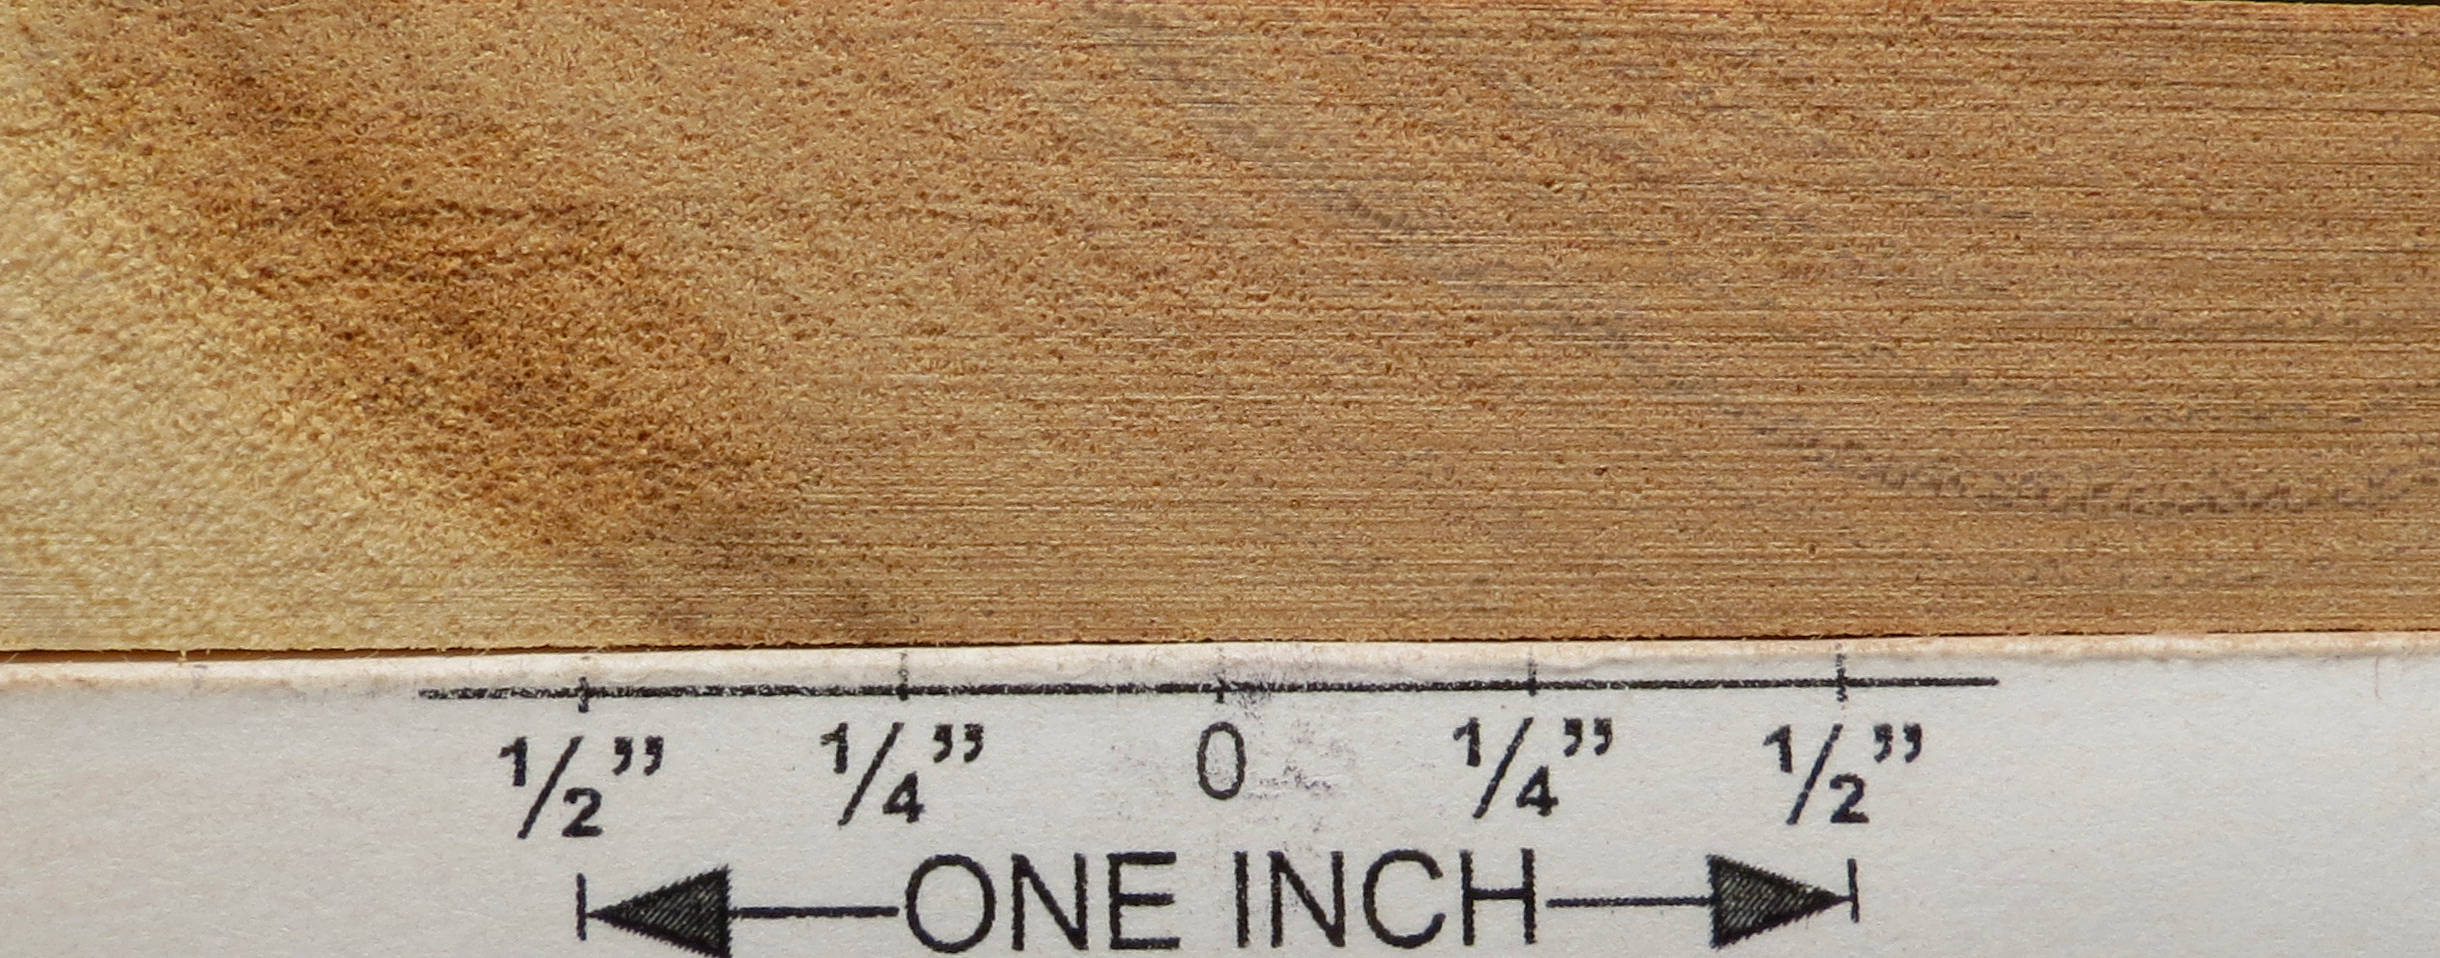 1/2” 1/4” 0 1/4” 1/2”
ONE INCH